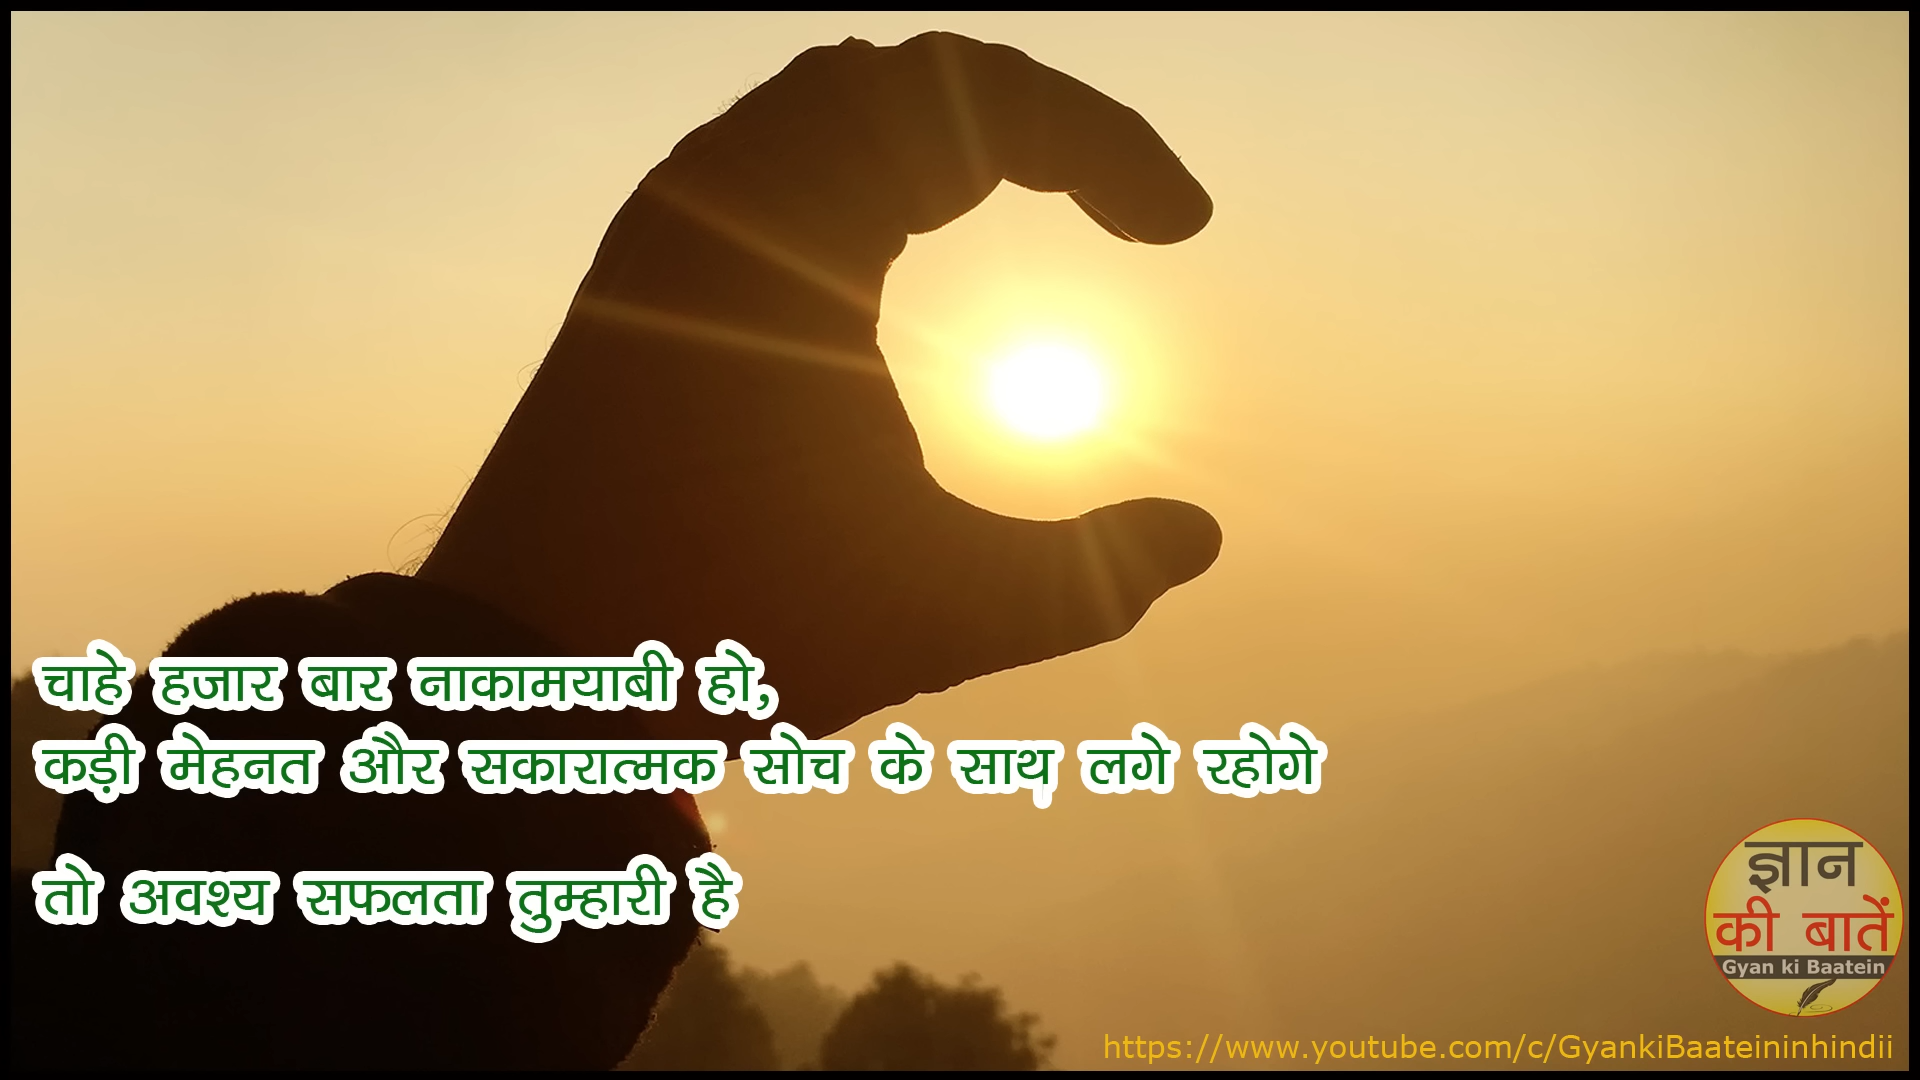 चाहे हजार बार नाकामयाबी हो,
कड़ी मेहनत और सकारात्मक सोच के साथ् लगे रहोगे
तो अवश्य सफलता तुम्हारी है
ज्ञान
की बातें
Gyan ki Baatein
https://www.youtube.com/c/GyankiBaateininhindii